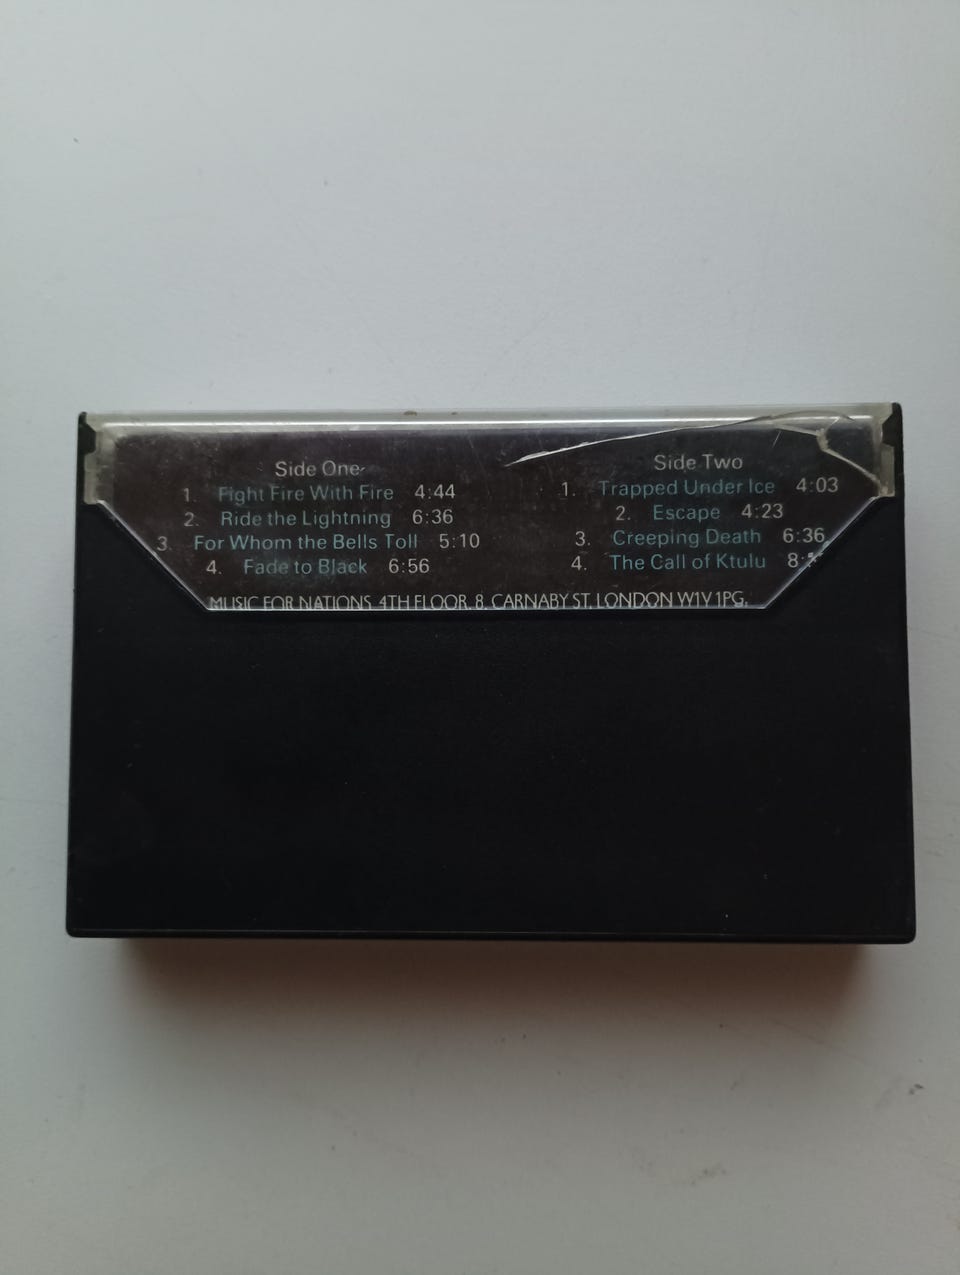 Side One
1. Fight Fire With Fire 4:44
2. Ride the Lightning 6:36
3. For Whom the Bells Toll 5:10
4. Fade to Black 6:56
Side Two
1. Trapped Under Ice 4:03
2. Escape 4:23
3. Creeping Death 6:36
4. The Call of Ktulu
MUSIC FOR NATIONS, 4TH FLOOR, 8, CARNABY ST, LONDON W1V 1PG.